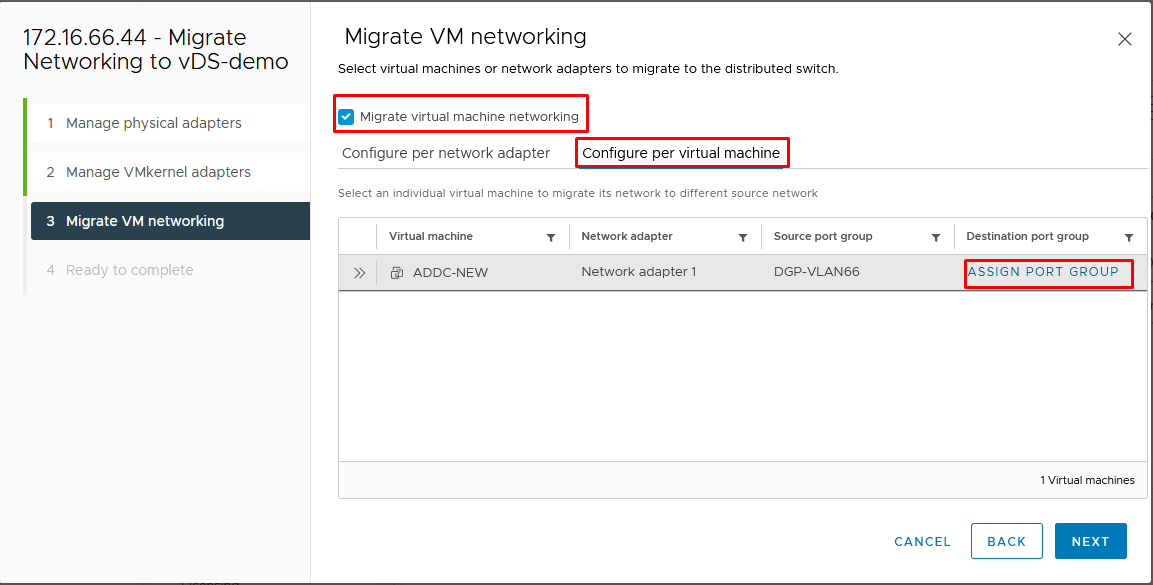 172.16.66.44 - Migrate
Networking to vDS-demo
1 Manage physical adapters
2 Manage VMkernel adapters
3 Migrate VM networking
4 Ready to complete
Migrate VM networking
Select virtual machines or network adapters to migrate to the distributed switch.
Migrate virtual machine networking
Configure per network adapter Configure per virtual machine
Select an individual virtual machine to migrate its network to different source network
Virtual machine Network adapter Source port group Destination port group
ADDC-NEW Network adapter 1 DGP-VLAN66 ASSIGN PORT GROUP
1 Virtual machines
CANCEL BACK NEXT